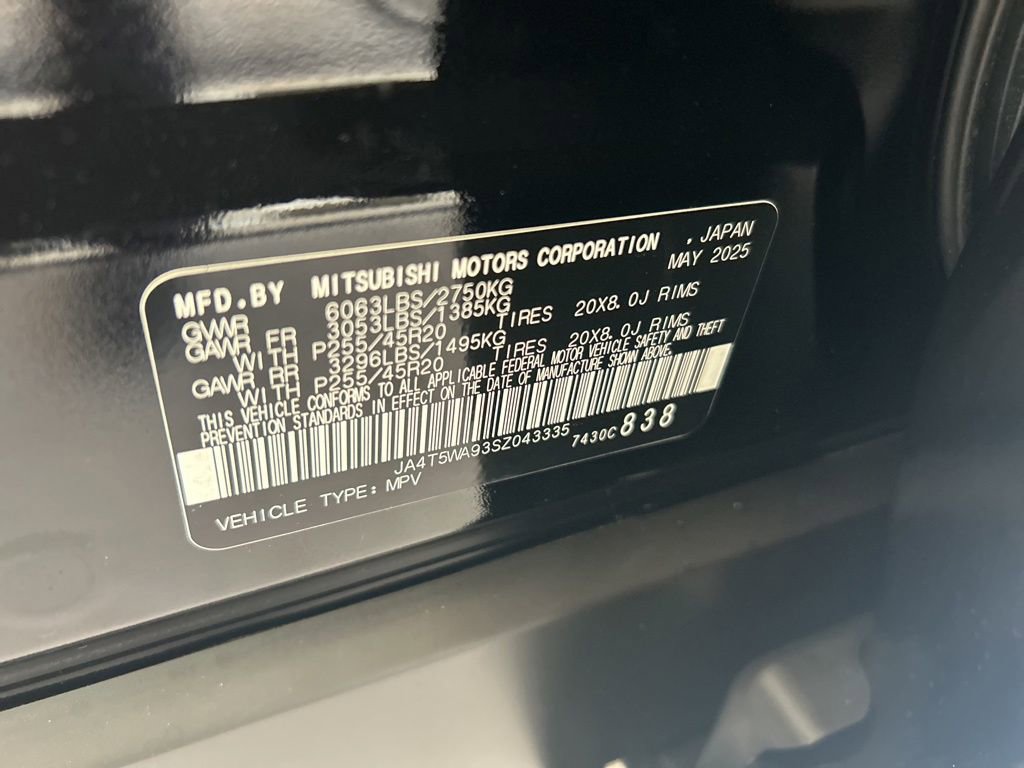 MFD.BY MITSUBISHI MOTORS CORPORATION , JAPAN
MAY 2025
GVWR 6063LBS/2750KG
GAWR FR 3053LBS/1385KG
WITH P255/45R20 TIRES 20X8.0J RIMS
GAWR RR 3296LBS/1495KG
WITH P255/45R20 TIRES 20X8.0J RIMS
THIS VEHICLE CONFORMS TO ALL APPLICABLE FEDERAL MOTOR VEHICLE SAFETY AND THEFT
PREVENTION STANDARDS IN EFFECT ON THE DATE OF MANUFACTURE SHOWN ABOVE.
JA4T5WA93SZ043335 7430C838
VEHICLE TYPE: MPV